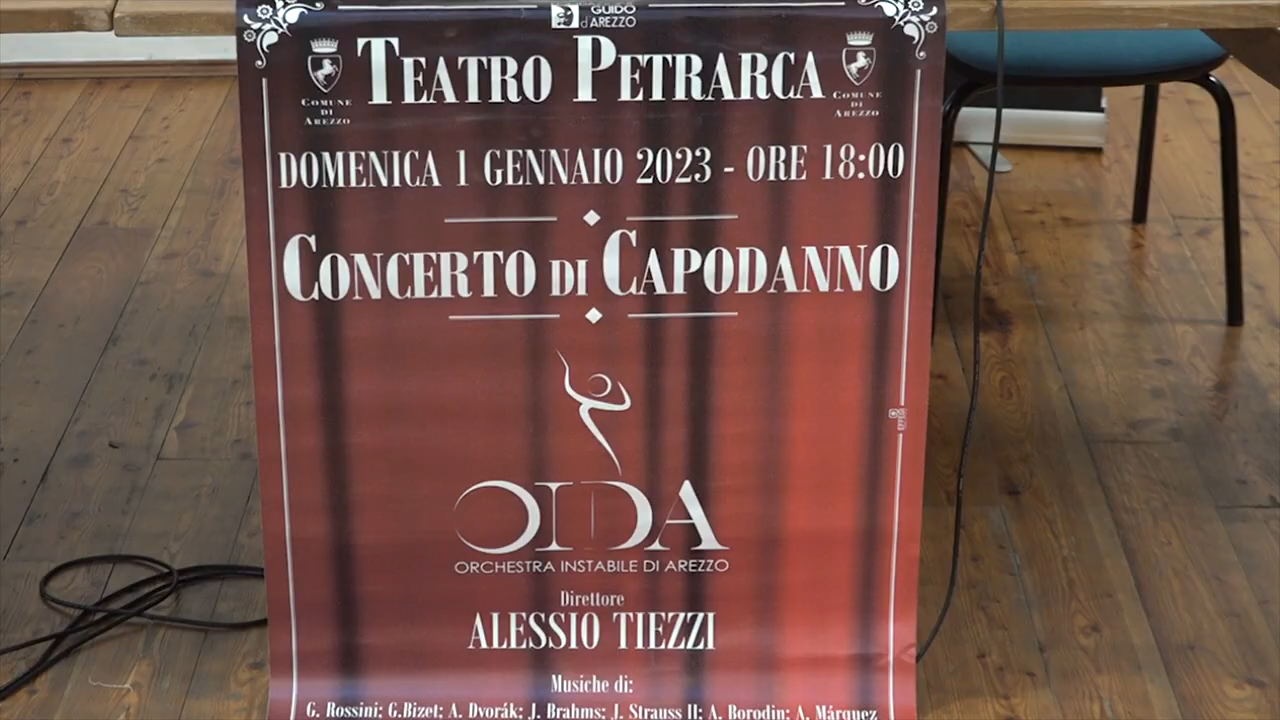 GUIDO
d'AREZZO
TEATRO PETRARCA
COMUNE
DI
AREZZO
COMUNE
DI
AREZZO
DOMENICA 1 GENNAIO 2023 - ORE 18:00
CONCERTO DI CAPODANNO
OIDA
ORCHESTRA INSTABILE DI AREZZO
Direttore
ALESSIO TIEZZI
Musiche di:
G. Rossini; G.Bizet; A. Dvorák; J. Brahms; J. Strauss II; A. Borodin; A. Márquez